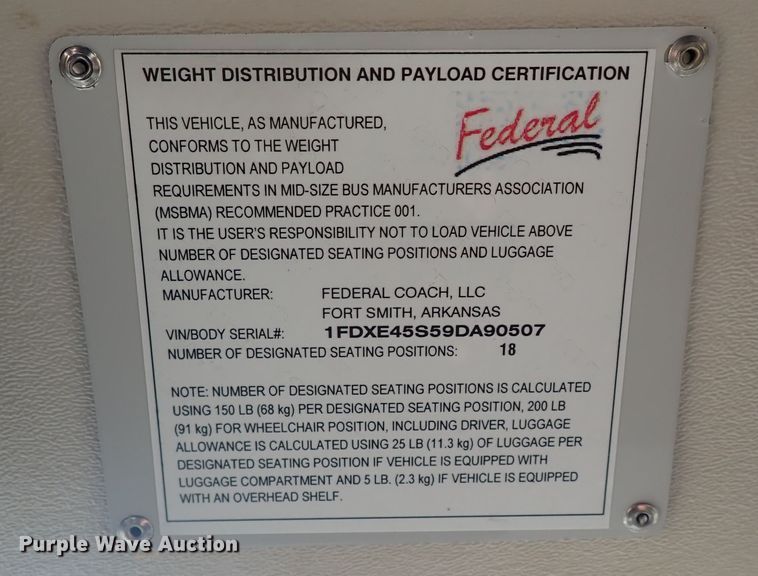 WEIGHT DISTRIBUTION AND PAYLOAD CERTIFICATION
Federal
THIS VEHICLE, AS MANUFACTURED,
CONFORMS TO THE WEIGHT
DISTRIBUTION AND PAYLOAD
REQUIREMENTS IN MID-SIZE BUS MANUFACTURERS ASSOCIATION
(MSBMA) RECOMMENDED PRACTICE 001.
IT IS THE USER'S RESPONSIBILITY NOT TO LOAD VEHICLE ABOVE
NUMBER OF DESIGNATED SEATING POSITIONS AND LUGGAGE
ALLOWANCE.
MANUFACTURER: FEDERAL COACH, LLC
FORT SMITH, ARKANSAS
VIN/BODY SERIAL#: 1FDXE45S59DA90507
NUMBER OF DESIGNATED SEATING POSITIONS: 18
NOTE: NUMBER OF DESIGNATED SEATING POSITIONS IS CALCULATED
USING 150 LB (68 kg) PER DESIGNATED SEATING POSITION, 200 LB
(91 kg) FOR WHEELCHAIR POSITION, INCLUDING DRIVER, LUGGAGE
ALLOWANCE IS CALCULATED USING 25 LB (11.3 kg) OF LUGGAGE PER
DESIGNATED SEATING POSITION IF VEHICLE IS EQUIPPED WITH
LUGGAGE COMPARTMENT AND 5 LB. (2.3 kg) IF VEHICLE IS EQUIPPED
WITH AN OVERHEAD SHELF.
Purple Wave Auction